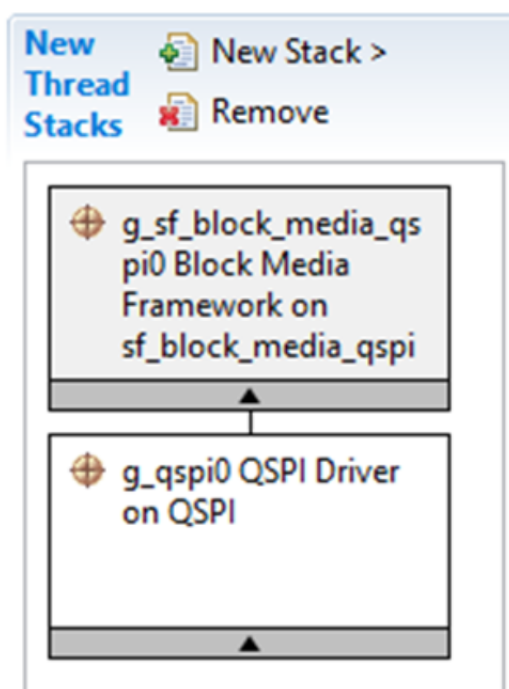 New
Thread
Stacks
New Stack >
Remove
g_sf_block_media_qs
pi0 Block Media
Framework on
sf_block_media_qspi
g_qspi0 QSPI Driver
on QSPI